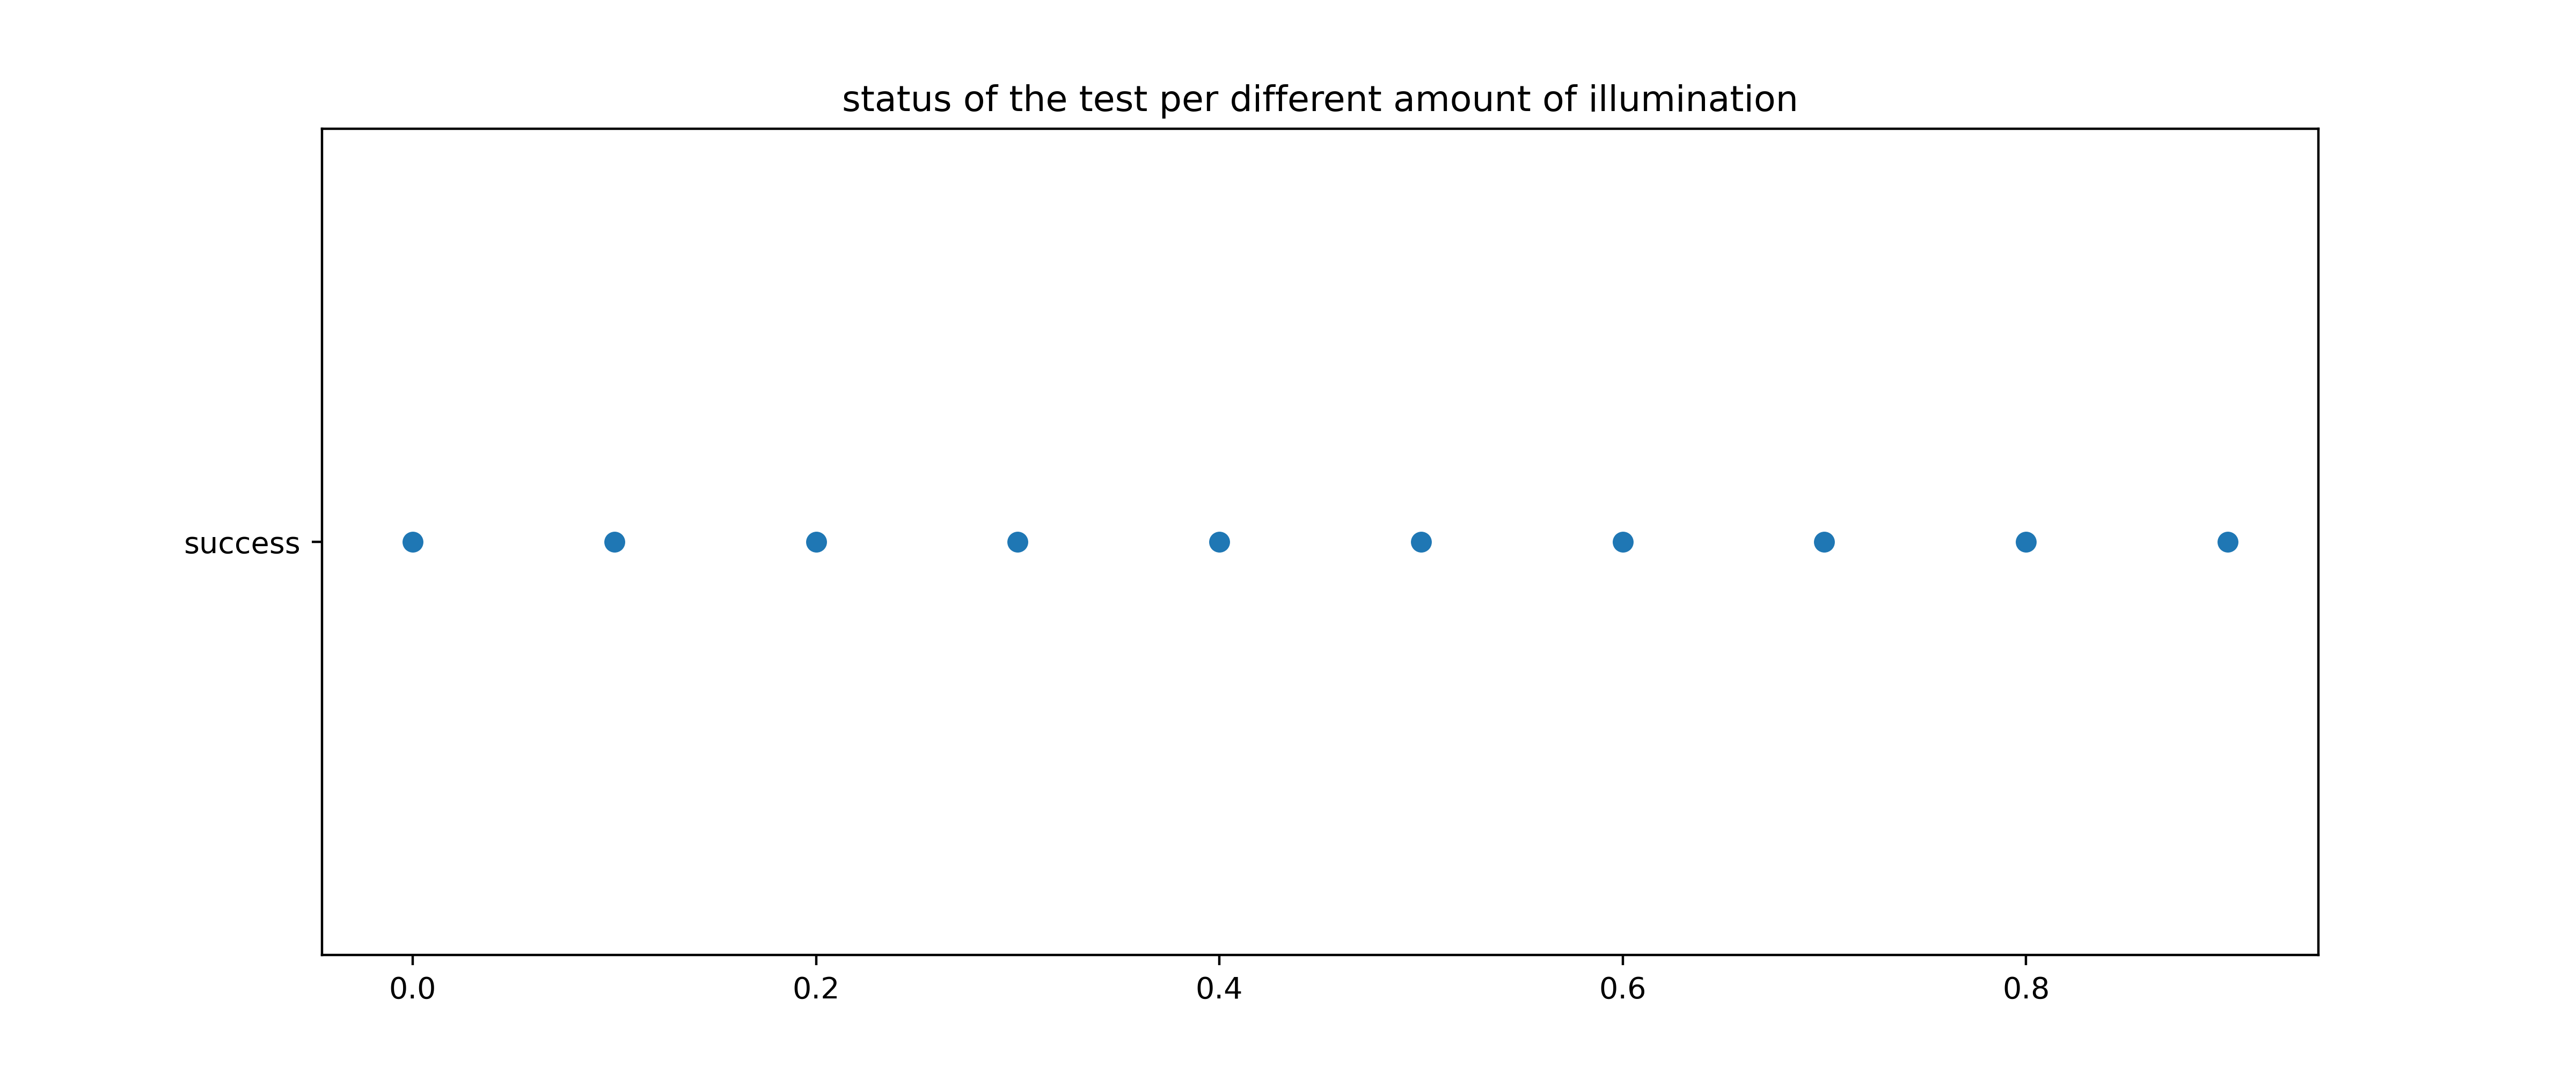 status of the test per different amount of illumination
success
0.0 0.2 0.4 0.6 0.8